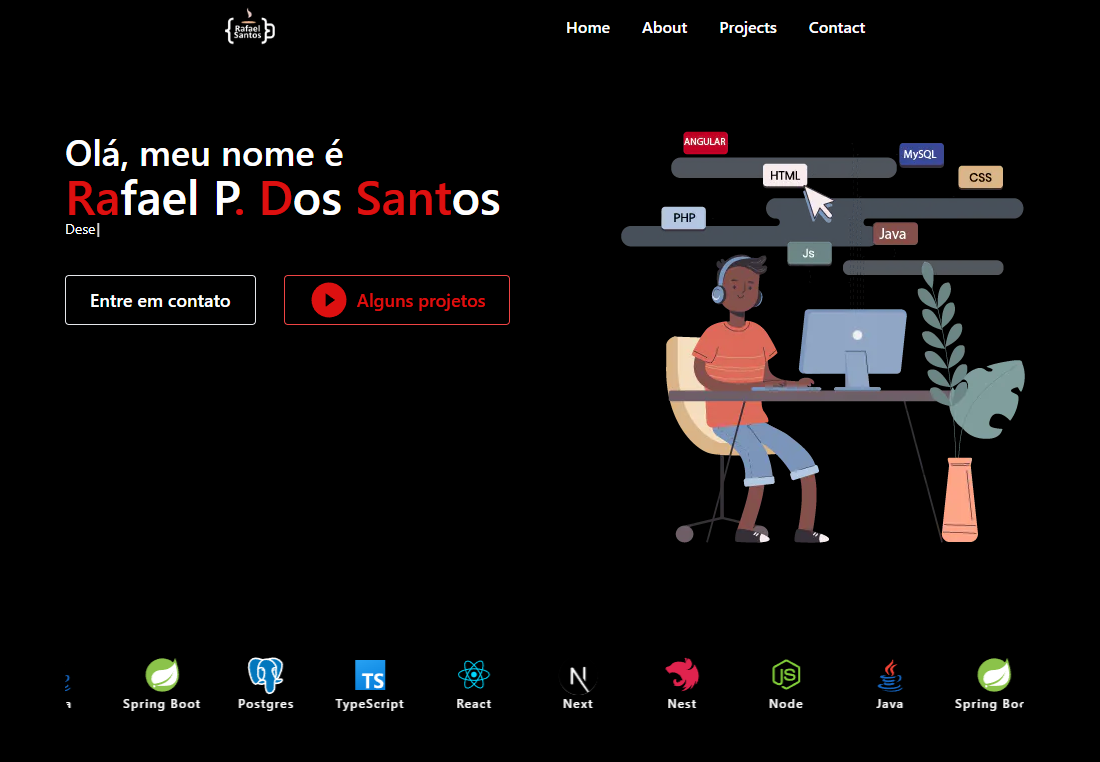 Rafael
Santos
Home About Projects Contact
Olá, meu nome é
Rafael P. Dos Santos
Dese|
Entre em contato
Alguns projetos
ANGULAR
MySQL
HTML
CSS
PHP
Java
Js
TS
N
JS
a Spring Boot Postgres TypeScript React Next Nest Node Java Spring Boo